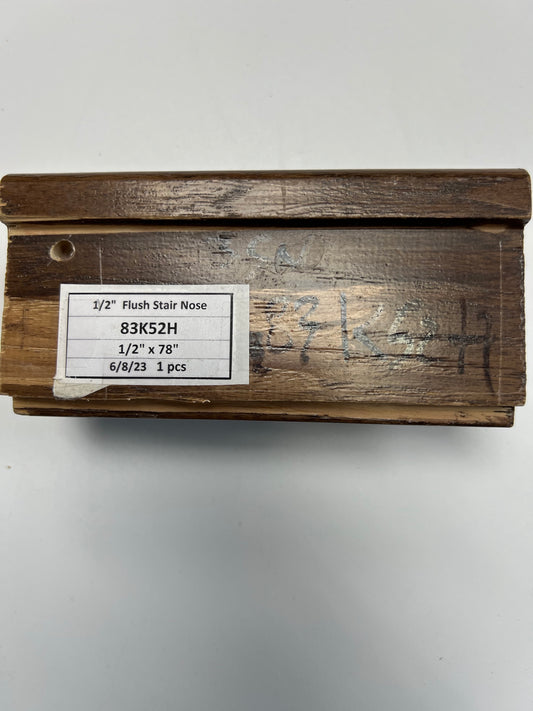 1/2" Flush Stair Nose
83K52H
1/2" x 78"
6/8/23 1 pcs